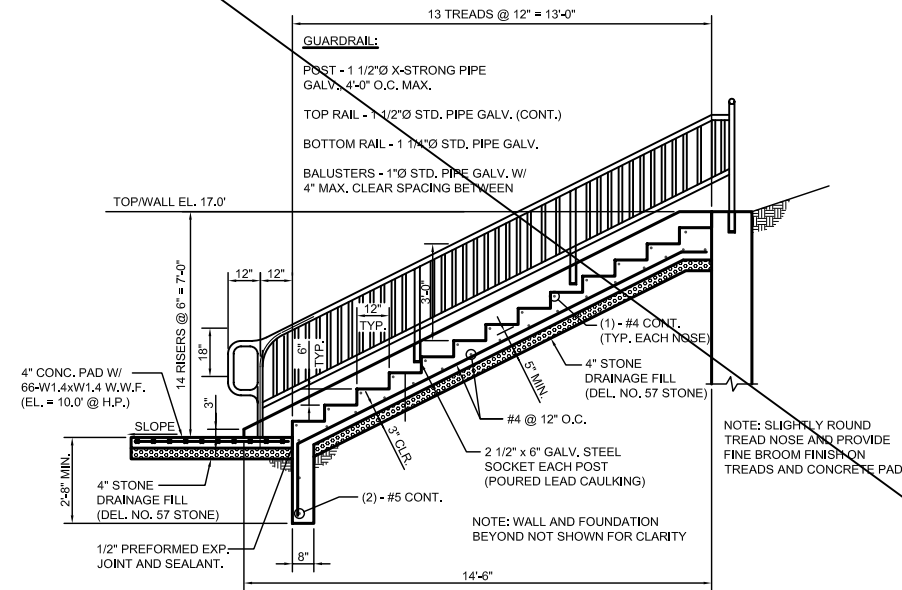 13 TREADS @ 12" = 13'-0"
GUARDRAIL:
POST - 1 1/2"Ø X-STRONG PIPE
GALV., 4'-0" O.C. MAX.
TOP RAIL - 1 1/2"Ø STD. PIPE GALV. (CONT.)
BOTTOM RAIL - 1 1/4"Ø STD. PIPE GALV.
BALUSTERS - 1"Ø STD. PIPE GALV. W/
4" MAX. CLEAR SPACING BETWEEN
TOP/WALL EL. 17.0'
14 RISERS @ 6" = 7'-0"
12"
12"
3'-0"
12"
TYP.
18"
6"
TYP.
(1) - #4 CONT.
(TYP. EACH NOSE)
5" MIN.
4" STONE
DRAINAGE FILL
(DEL. NO. 57 STONE)
4" CONC. PAD W/
66-W1.4xW1.4 W.W.F.
(EL. = 10.0' @ H.P.)
3"
SLOPE
3" CLR.
#4 @ 12" O.C.
NOTE: SLIGHTLY ROUND
TREAD NOSE AND PROVIDE
FINE BROOM FINISH ON
TREADS AND CONCRETE PAD
2'-8" MIN.
2 1/2" x 6" GALV. STEEL
SOCKET EACH POST
(POURED LEAD CAULKING)
4" STONE
DRAINAGE FILL
(DEL. NO. 57 STONE)
(2) - #5 CONT.
NOTE: WALL AND FOUNDATION
BEYOND NOT SHOWN FOR CLARITY
1/2" PREFORMED EXP.
JOINT AND SEALANT.
8"
14'-6"